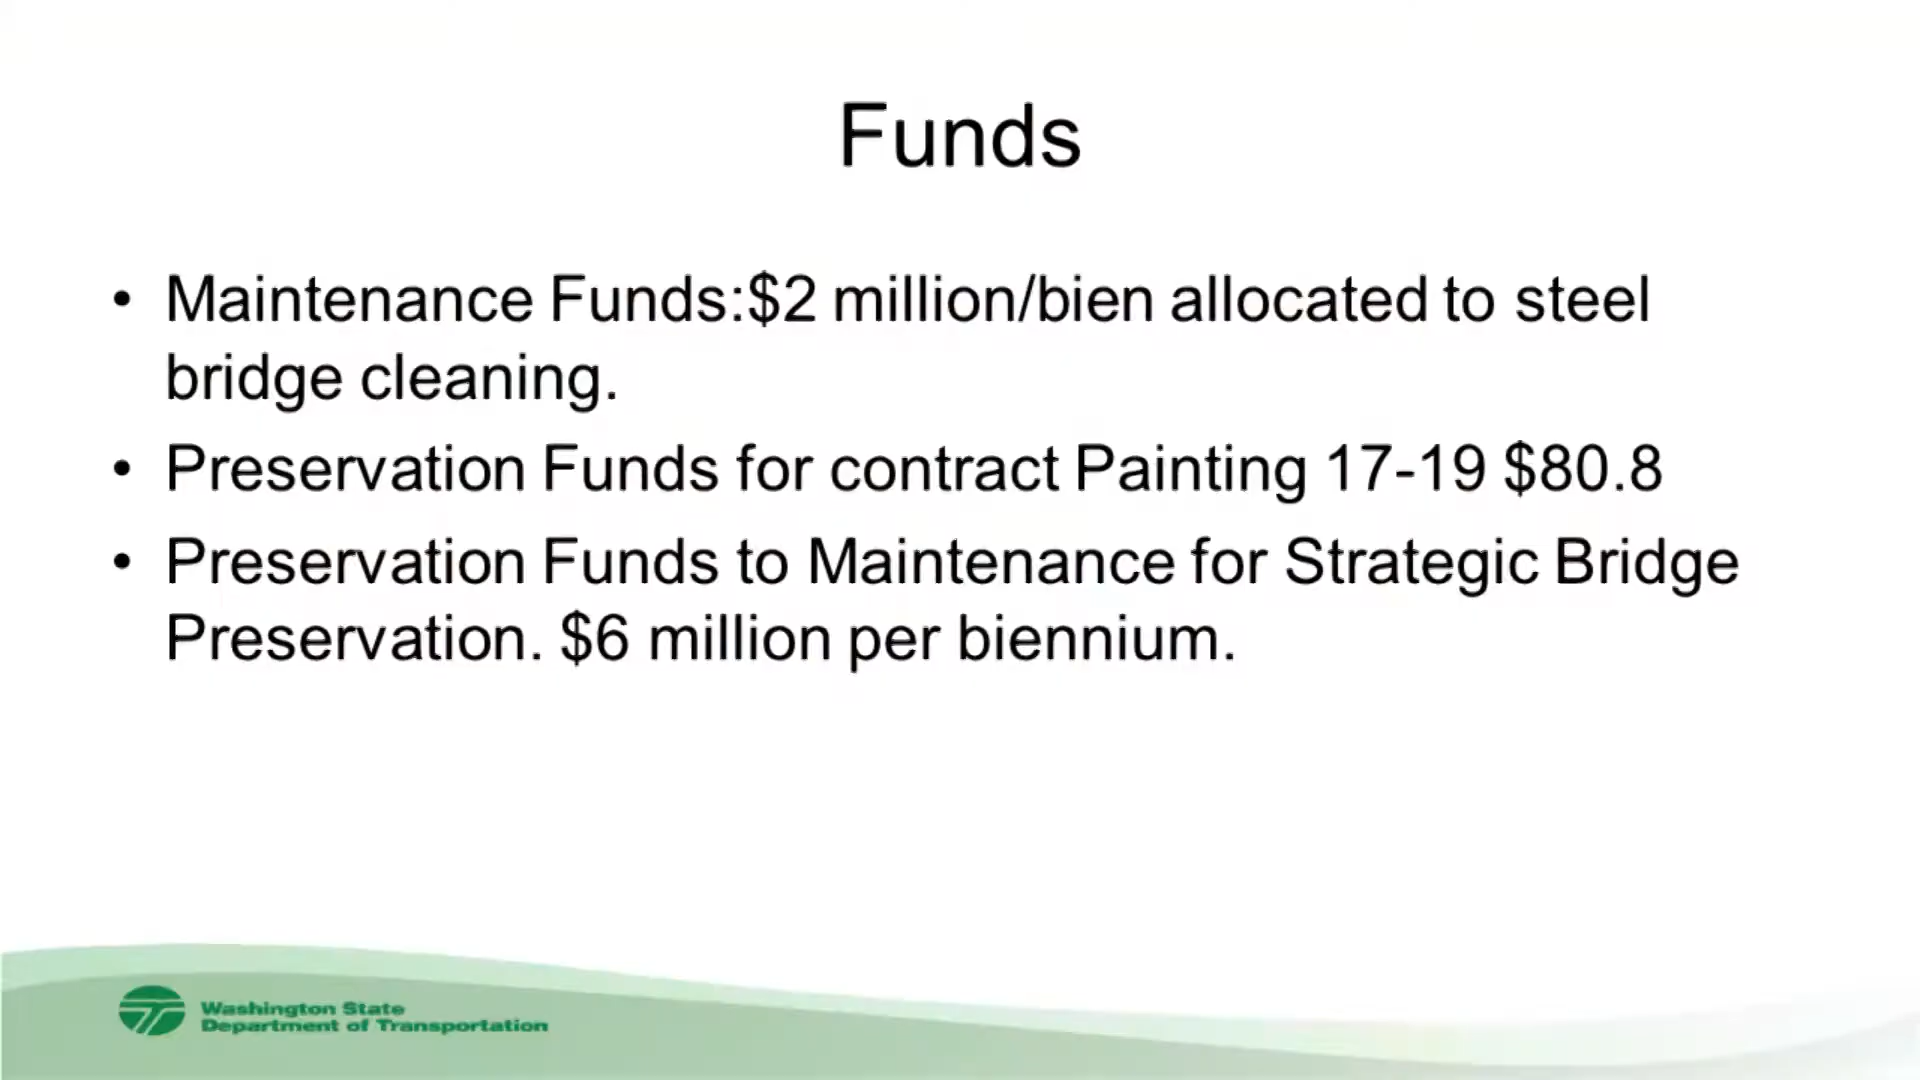 Funds
• Maintenance Funds:$2 million/bien allocated to steel
bridge cleaning.
• Preservation Funds for contract Painting 17-19 $80.8
• Preservation Funds to Maintenance for Strategic Bridge
Preservation. $6 million per biennium.
Washington State
Department of Transportation